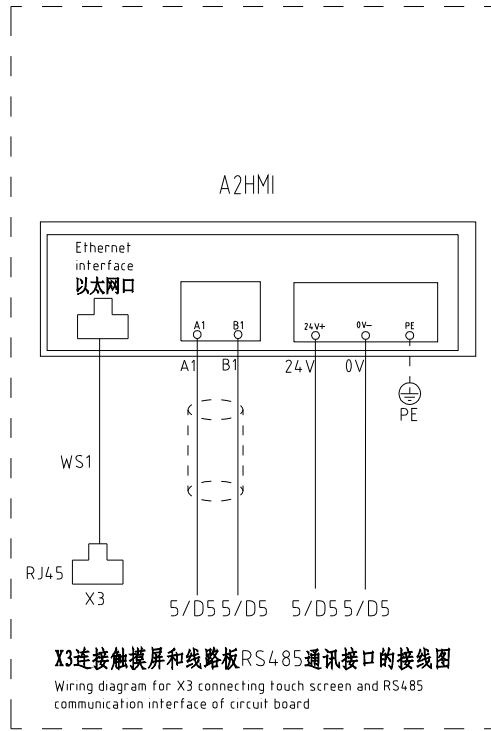 A2HMI
Ethernet
interface
以太网口
A1 B1 24V+ 0V- PE
A1 B1 24V 0V
PE
WS1
RJ45
X3
5/D5 5/D5 5/D5 5/D5
X3连接触摸屏和线路板RS485通讯接口的接线图
Wiring diagram for X3 connecting touch screen and RS485
communication interface of circuit board